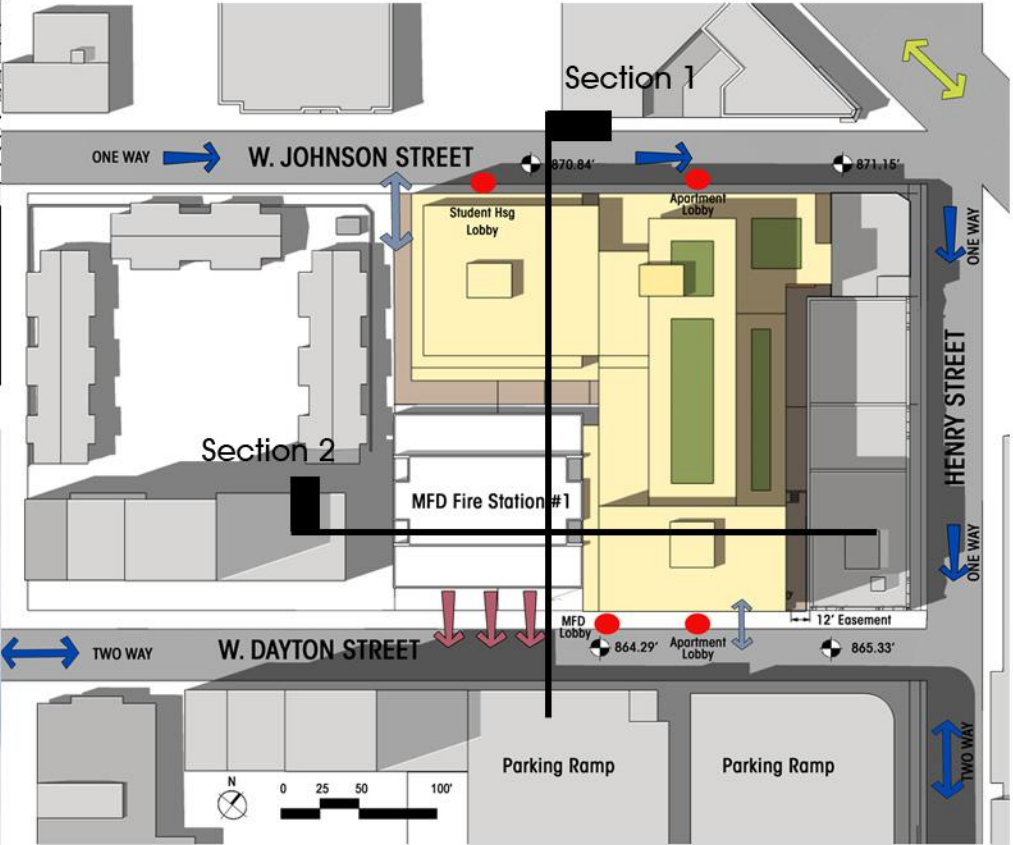 Section 1
ONE WAY
W. JOHNSON STREET
870.84'
871.15'
Student Hsg
Lobby
Apartment
Lobby
ONE WAY
HENRY STREET
Section 2
MFD Fire Station #1
ONE WAY
MFD
Lobby
Apartment
Lobby
12' Easement
TWO WAY
W. DAYTON STREET
864.29'
865.33'
Parking Ramp
Parking Ramp
TWO WAY
N
0 25 50 100'